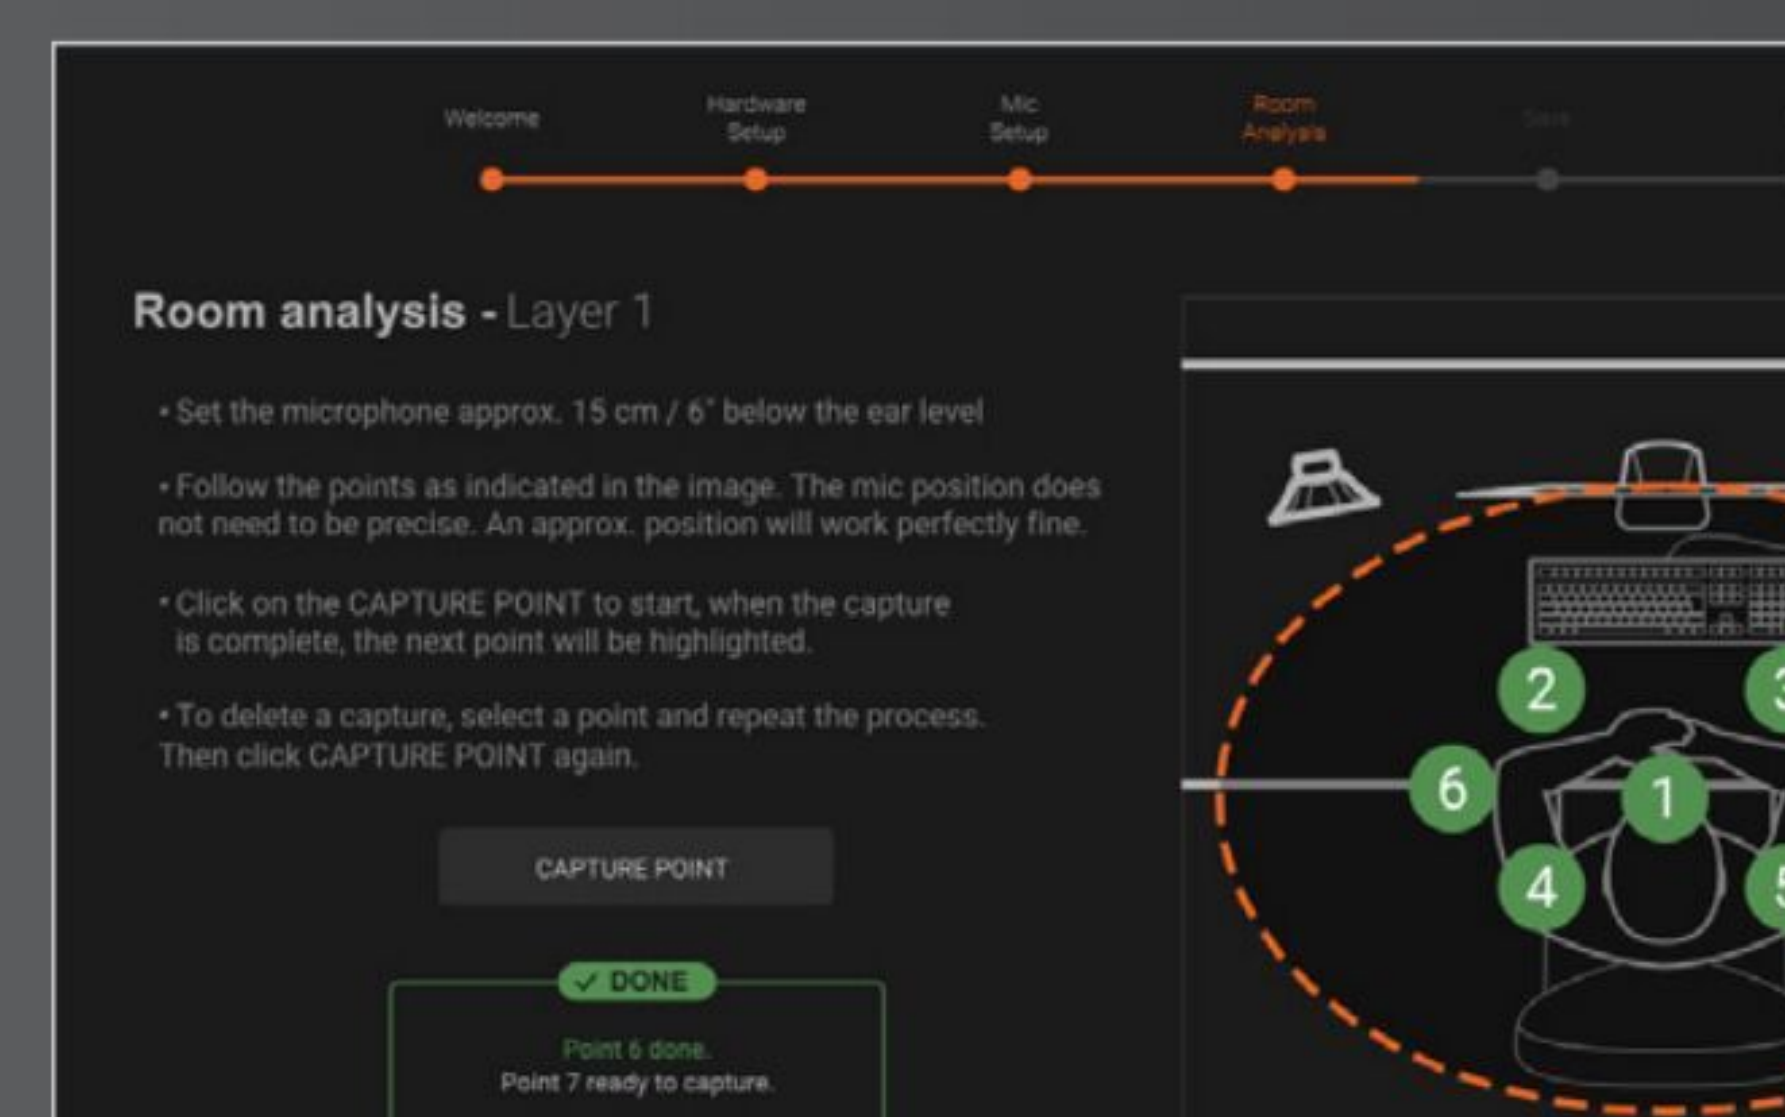 Welcome
Hardware
Setup
Mic
Setup
Room
Analysis
Save
Room analysis - Layer 1
• Set the microphone approx. 15 cm / 6" below the ear level
• Follow the points as indicated in the image. The mic position does
not need to be precise. An approx. position will work perfectly fine.
• Click on the CAPTURE POINT to start, when the capture
is complete, the next point will be highlighted.
• To delete a capture, select a point and repeat the process.
Then click CAPTURE POINT again.
CAPTURE POINT
✓ DONE
Point 6 done.
Point 7 ready to capture.
2
3
6
1
4
5